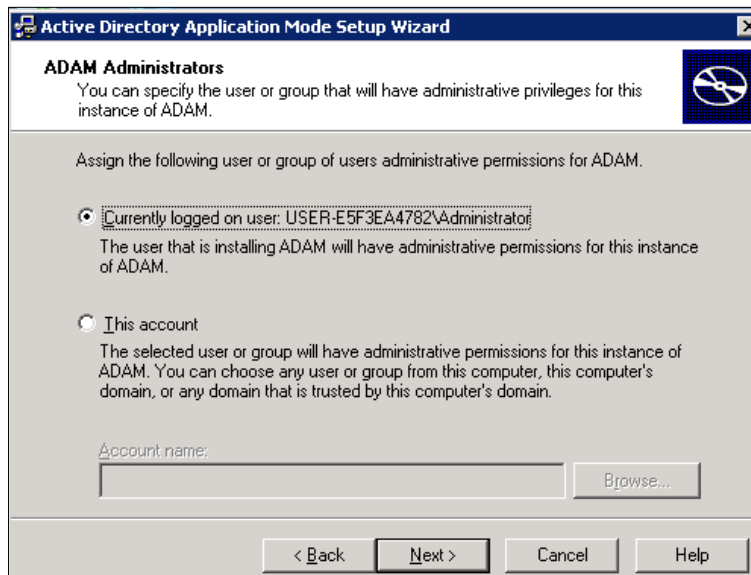 Active Directory Application Mode Setup Wizard
ADAM Administrators
You can specify the user or group that will have administrative privileges for this
instance of ADAM.
Assign the following user or group of users administrative permissions for ADAM.
Currently logged on user: USER-E5F3EA4782\Administrator
The user that is installing ADAM will have administrative permissions for this instance
of ADAM.
This account
The selected user or group will have administrative permissions for this instance of
ADAM. You can choose any user or group from this computer, this computer's
domain, or any domain that is trusted by this computer's domain.
Account name:
Browse...
< Back Next > Cancel Help